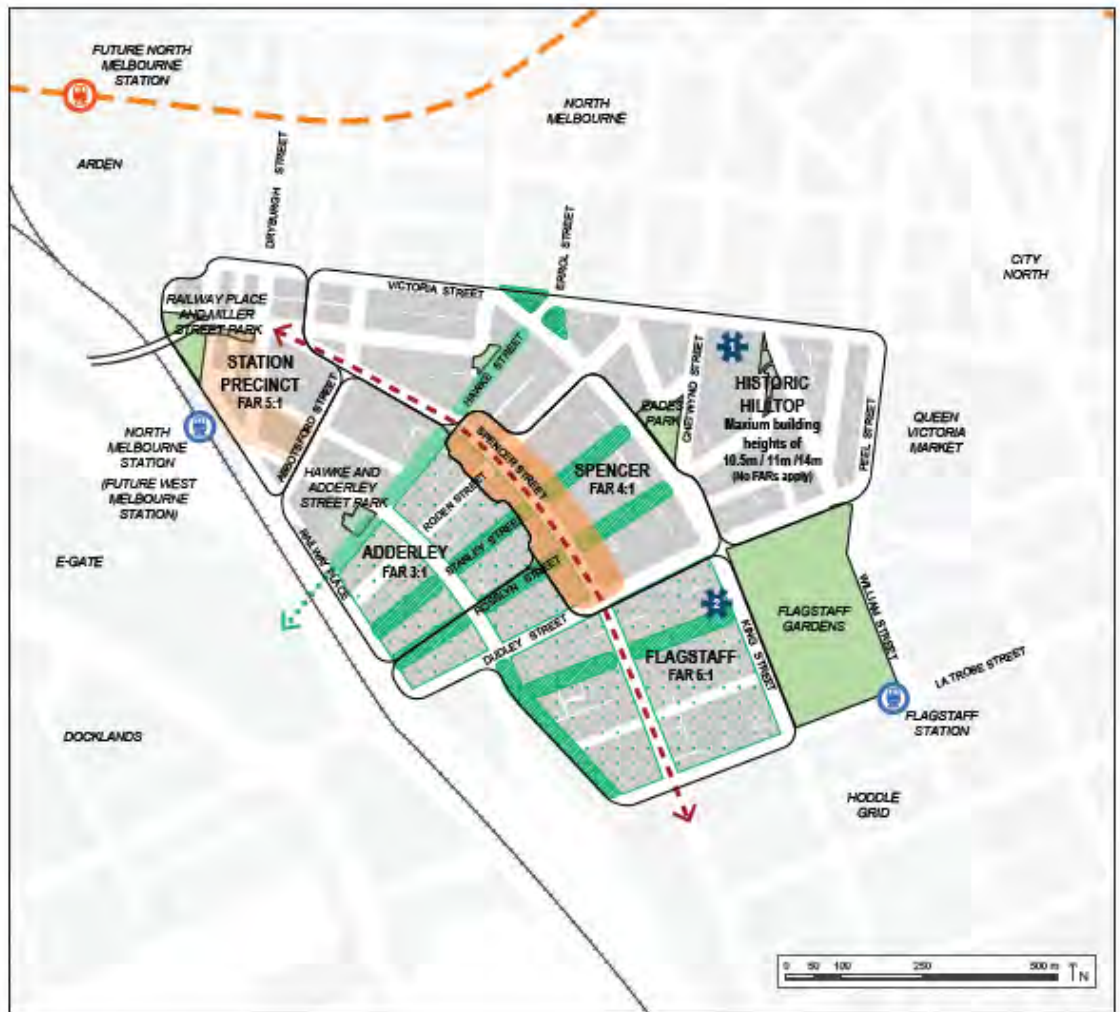 FUTURE NORTH
MELBOURNE
STATION
NORTH
MELBOURNE
ARDEN
DRYBURGH STREET
ERROL STREET
CITY
NORTH
VICTORIA STREET
RAILWAY PLACE
AND MILLER
STREET PARK
STATION
PRECINCT
FAR 5:1
HAWKE STREET
EADES
PARK
CHETWYND STREET
HISTORIC
HILLTOP
Maxium building
heights of
10.5m / 11m /14m
(No FARs apply)
PEEL STREET
QUEEN
VICTORIA
MARKET
NORTH
MELBOURNE
STATION
(FUTURE WEST
MELBOURNE
STATION)
ABBOTSFORD STREET
SPENCER STREET
SPENCER
FAR 4:1
HAWKE AND
ADDERLEY
STREET PARK
RODEN STREET
E-GATE
ADDERLEY
FAR 3:1
STANLEY STREET
RAILWAY PLACE
ROSSLYN STREET
DUDLEY STREET
FLAGSTAFF
FAR 6:1
KING STREET
FLAGSTAFF
GARDENS
WILLIAM STREET
LA TROBE STREET
FLAGSTAFF
STATION
DOCKLANDS
HODDLE
GRID
0 50 100 250 500 m
N